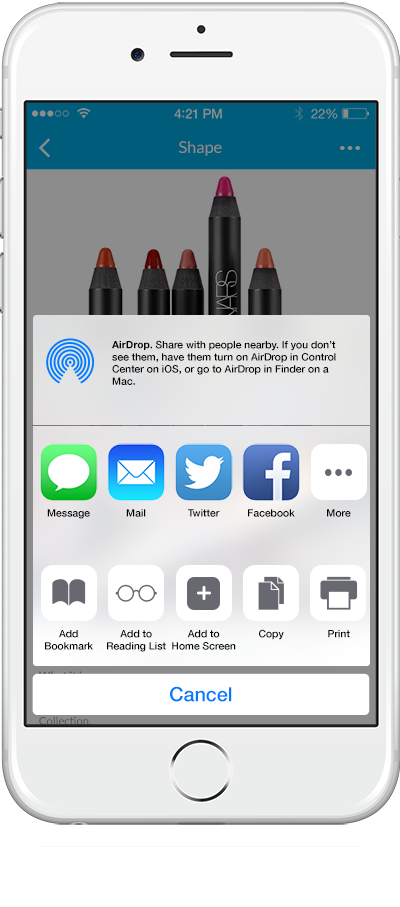 4:21 PM
22%
Shape
NARS
AirDrop. Share with people nearby. If you don't
see them, have them turn on AirDrop in Control
Center on iOS, or go to AirDrop in Finder on a
Mac.
Message Mail Twitter Facebook More
Add Bookmark
Add to Reading List
Add to Home Screen
Copy
Print
Cancel
Collection.